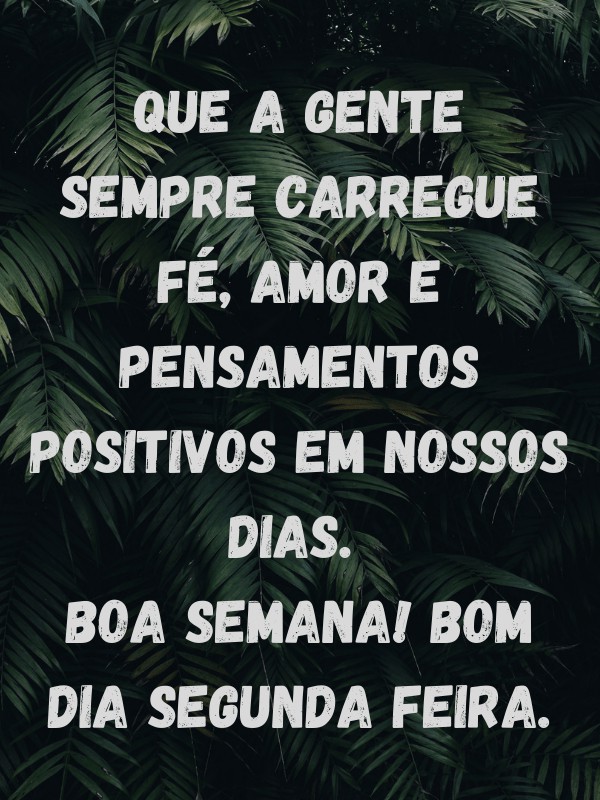 QUE A GENTE
SEMPRE CARREGUE
FÉ, AMOR E
PENSAMENTOS
POSITIVOS EM NOSSOS
DIAS.
BOA SEMANA! BOM
DIA SEGUNDA FEIRA.